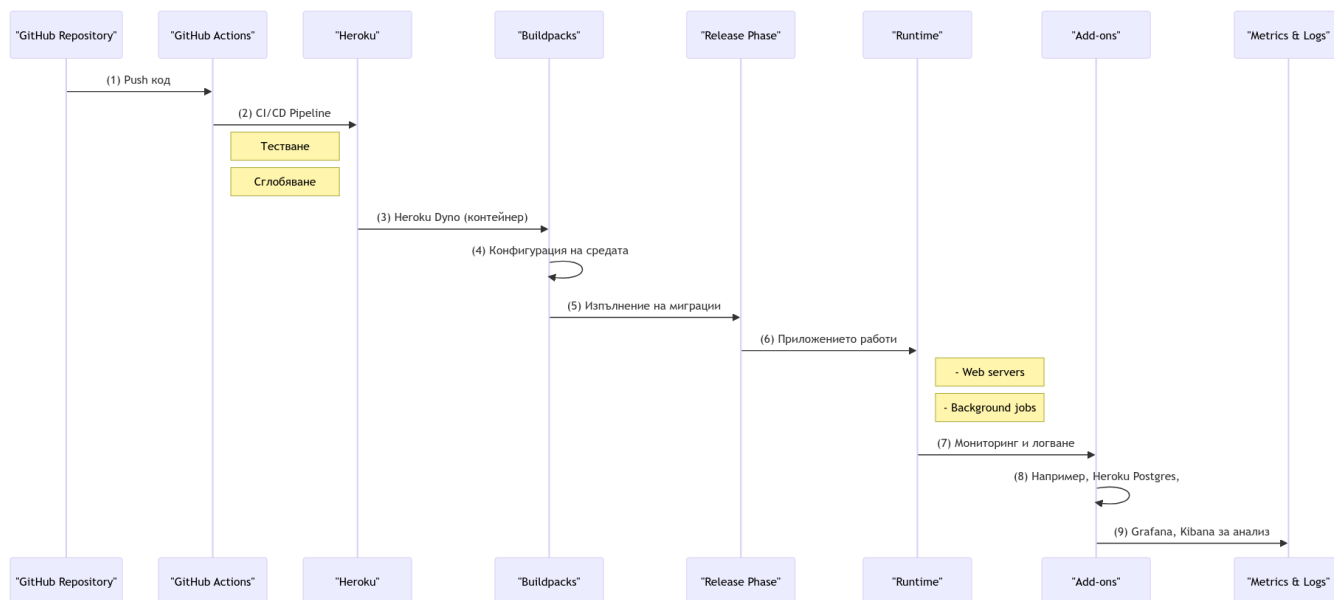 "GitHub Repository"
"GitHub Actions"
"Heroku"
"Buildpacks"
"Release Phase"
"Runtime"
"Add-ons"
"Metrics & Logs"
(1) Push код
(2) CI/CD Pipeline
Тестване
Сглобяване
(3) Heroku Dyno (контейнер)
(4) Конфигурация на средата
(5) Изпълнение на миграции
(6) Приложението работи
- Web servers
- Background jobs
(7) Мониторинг и логване
(8) Например, Heroku Postgres,
(9) Grafana, Kibana за анализ
"GitHub Repository"
"GitHub Actions"
"Heroku"
"Buildpacks"
"Release Phase"
"Runtime"
"Add-ons"
"Metrics & Logs"